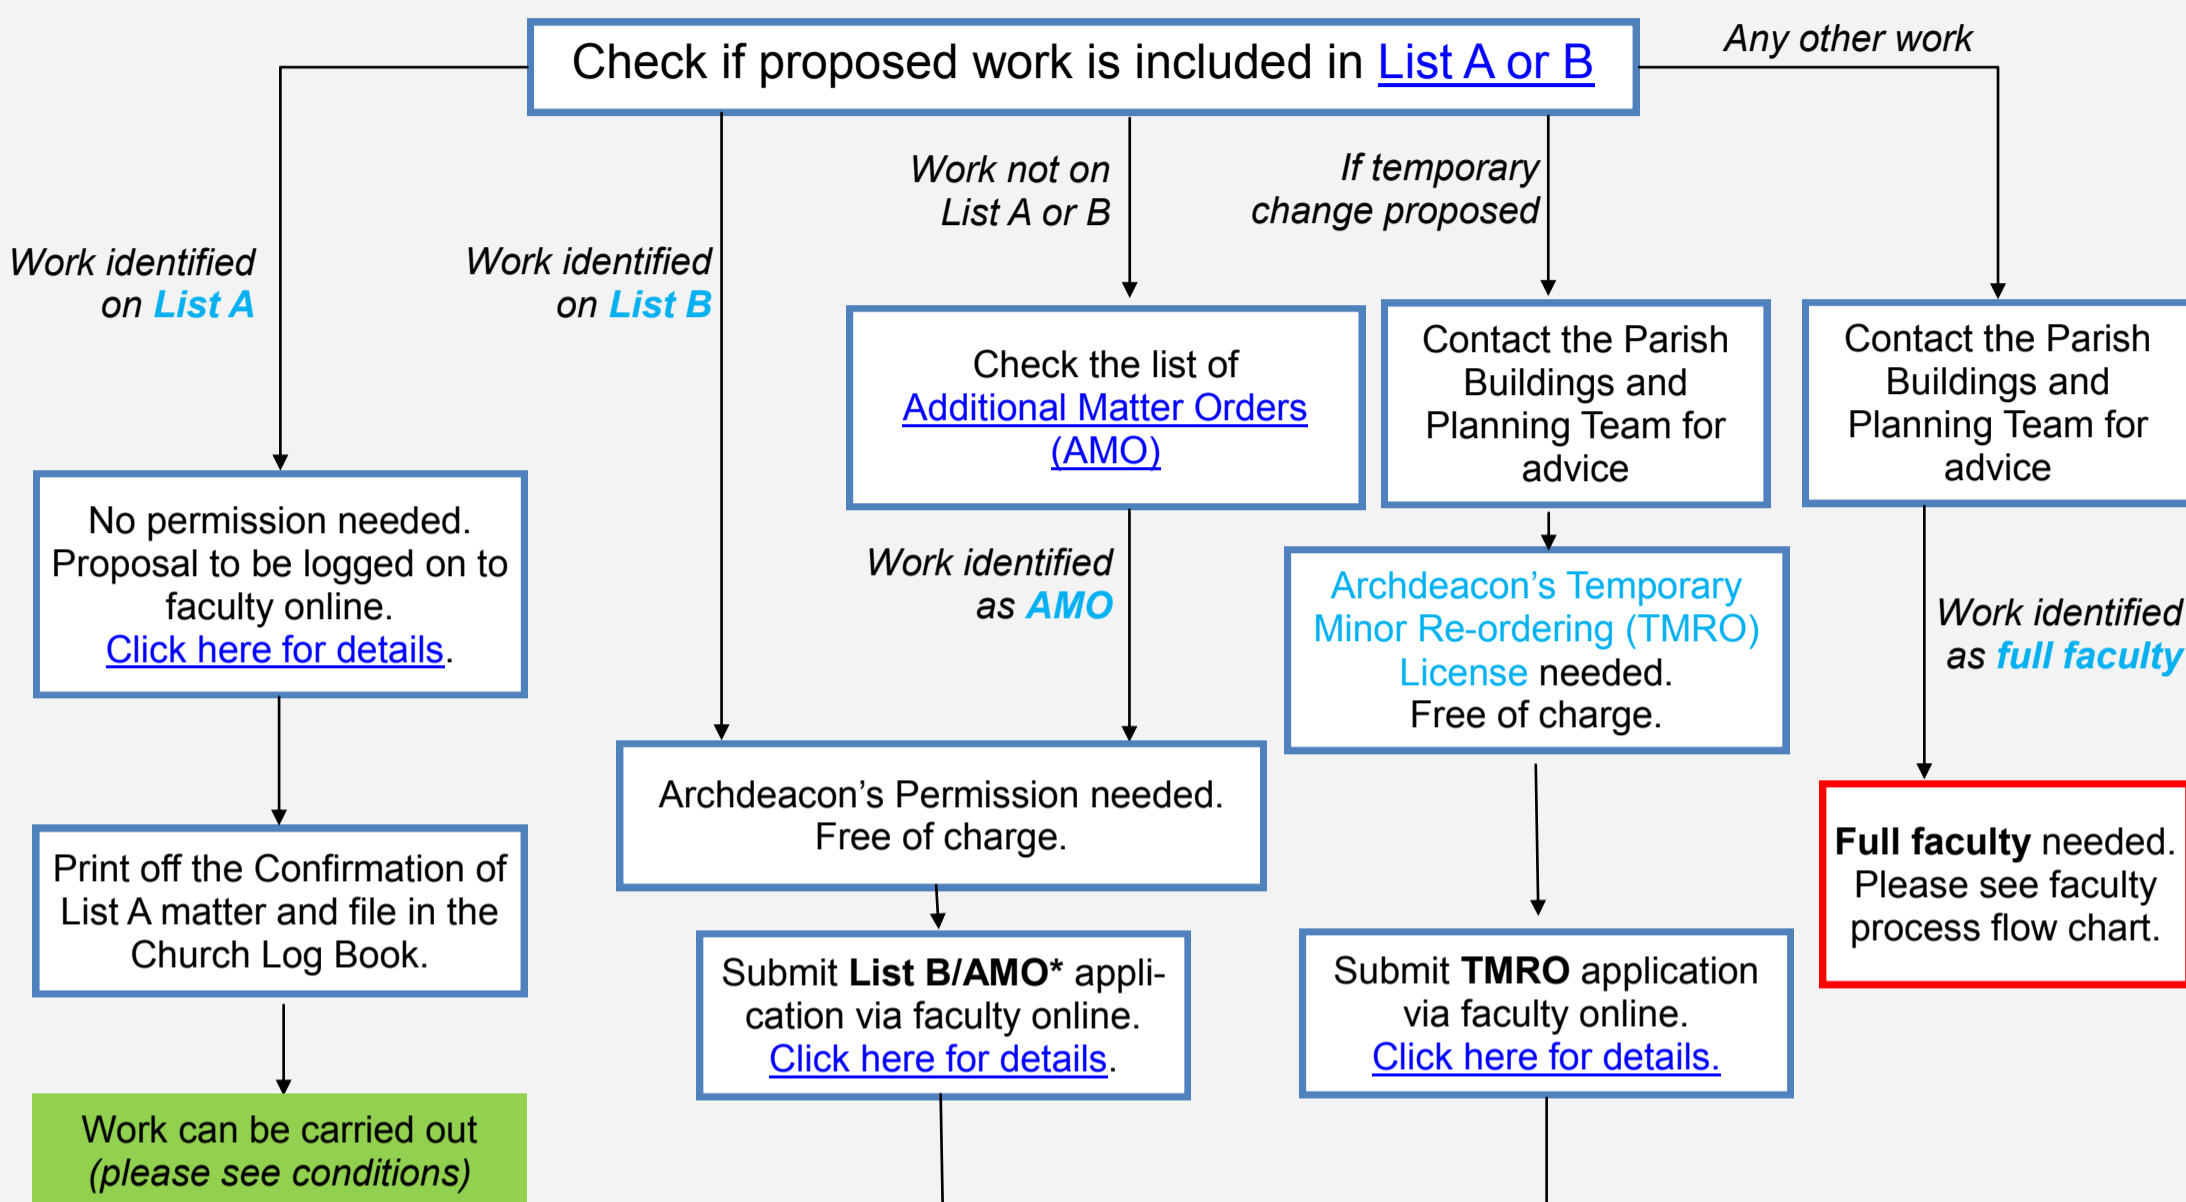 Check if proposed work is included in List A or B
Any other work
Work not on
List A or B
If temporary
change proposed
Work identified
on List A
Work identified
on List B
Check the list of
Additional Matter Orders
(AMO)
Contact the Parish
Buildings and
Planning Team for
advice
Contact the Parish
Buildings and
Planning Team for
advice
No permission needed.
Proposal to be logged on to
faculty online.
Click here for details.
Work identified
as AMO
Archdeacon’s Temporary
Minor Re-ordering (TMRO)
License needed.
Free of charge.
Work identified
as full faculty
Archdeacon’s Permission needed.
Free of charge.
Full faculty needed.
Please see faculty
process flow chart.
Print off the Confirmation of
List A matter and file in the
Church Log Book.
Submit List B/AMO* appli-
cation via faculty online.
Click here for details.
Submit TMRO application
via faculty online.
Click here for details.
Work can be carried out
(please see conditions)